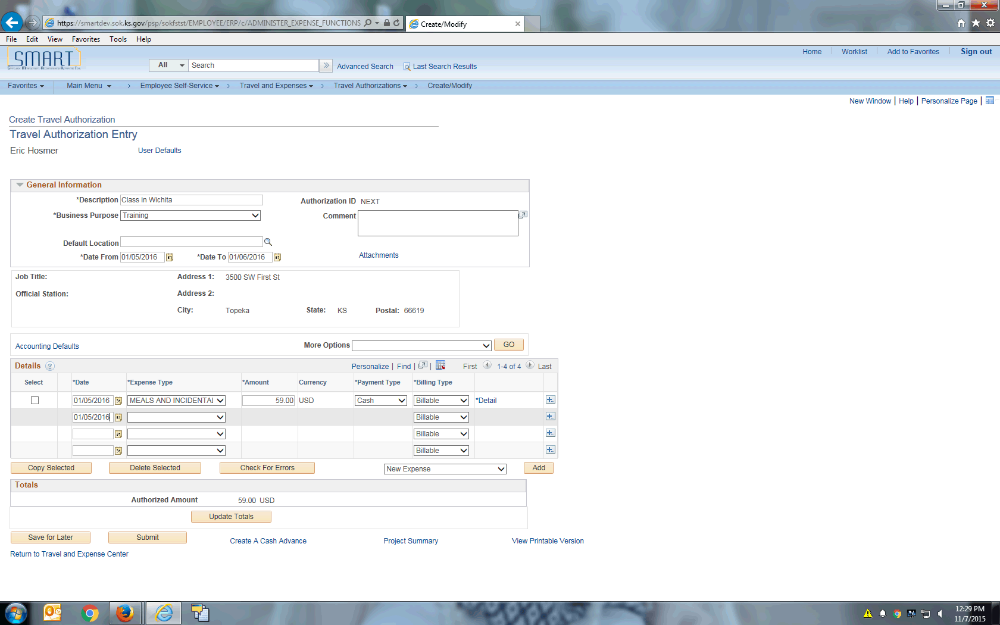 https://smartdev.sok.ks.gov/psp/sokfstst/EMPLOYEE/ERP/c/ADMINISTER_EXPENSE_FUNCTIONS
Create/Modify
File Edit View Favorites Tools Help
SMART
All Search Advanced Search Last Search Results
Home Worklist Add to Favorites Sign out
Favorites Main Menu > Employee Self-Service > Travel and Expenses > Travel Authorizations > Create/Modify
New Window | Help | Personalize Page |
Create Travel Authorization
Travel Authorization Entry
Eric Hosmer User Defaults
General Information
*Description Class in Wichita Authorization ID NEXT
*Business Purpose Training Comment
Default Location
*Date From 01/05/2016 31 *Date To 01/06/2016 31 Attachments
Job Title: Address 1: 3500 SW First St
Official Station: Address 2:
City: Topeka State: KS Postal: 66619
Accounting Defaults More Options GO
Details ? Personalize | Find | | First 1-4 of 4 Last
Select *Date *Expense Type *Amount Currency *Payment Type *Billing Type
01/05/2016 31 MEALS AND INCIDENTAL 59.00 USD Cash Billable *Detail
01/05/2016 31 Billable
31 Billable
31 Billable
Copy Selected Delete Selected Check For Errors New Expense Add
Totals
Authorized Amount 59.00 USD
Update Totals
Save for Later Submit Create A Cash Advance Project Summary View Printable Version
Return to Travel and Expense Center
12:29 PM
11/7/2015